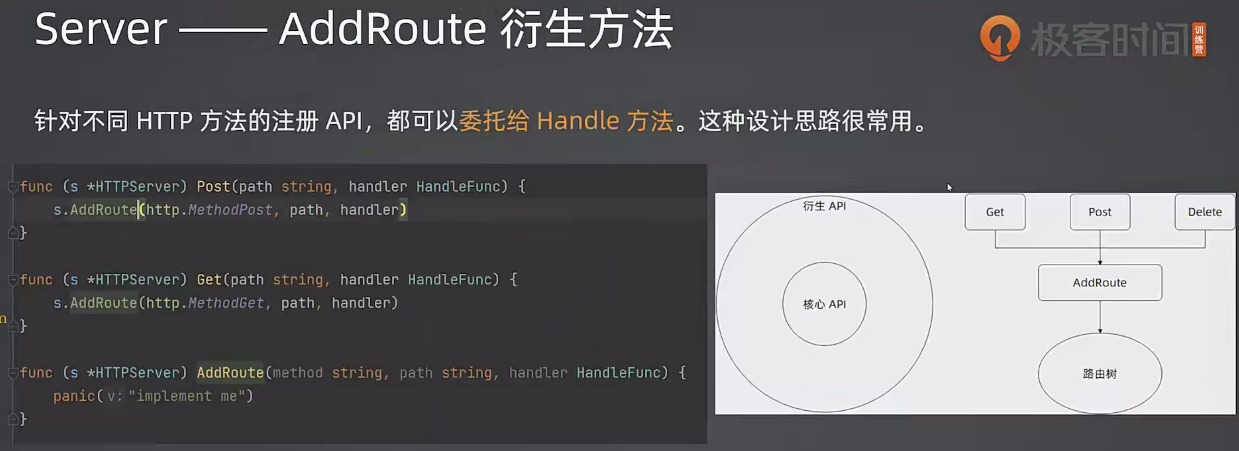 Server —— AddRoute 衍生方法
极客时间
训练营
针对不同 HTTP 方法的注册 API，都可以委托给 Handle 方法。这种设计思路很常用。
func (s *HTTPServer) Post(path string, handler HandleFunc) {
s.AddRoute(http.MethodPost, path, handler)
}
func (s *HTTPServer) Get(path string, handler HandleFunc) {
s.AddRoute(http.MethodGet, path, handler)
}
func (s *HTTPServer) AddRoute(method string, path string, handler HandleFunc) {
panic( v: "implement me")
}
衍生 API
核心 API
Get
Post
Delete
AddRoute
路由树